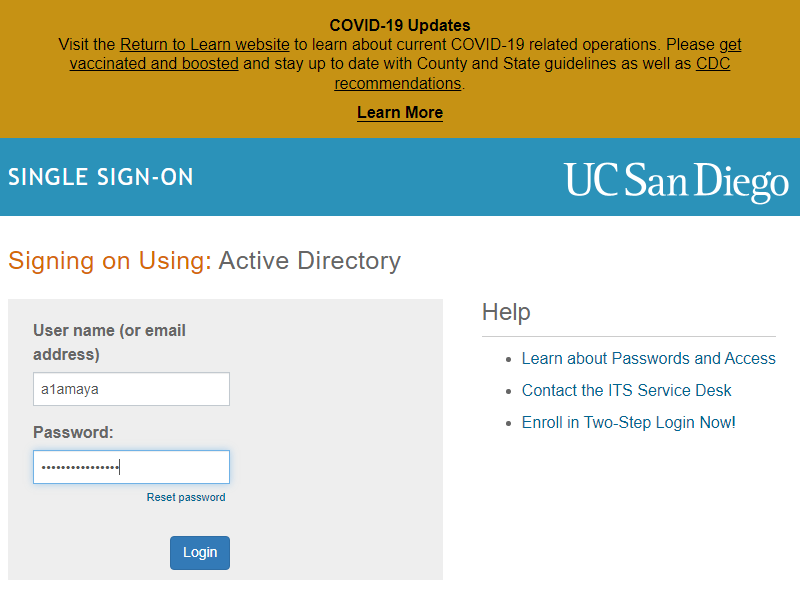 COVID-19 Updates
Visit the Return to Learn website to learn about current COVID-19 related operations. Please get
vaccinated and boosted and stay up to date with County and State guidelines as well as CDC
recommendations.
Learn More
SINGLE SIGN-ON
UC San Diego
Signing on Using: Active Directory
User name (or email
address)
a1amaya
Password:
••••••••••••••••
Reset password
Login
Help
• Learn about Passwords and Access
• Contact the ITS Service Desk
• Enroll in Two-Step Login Now!